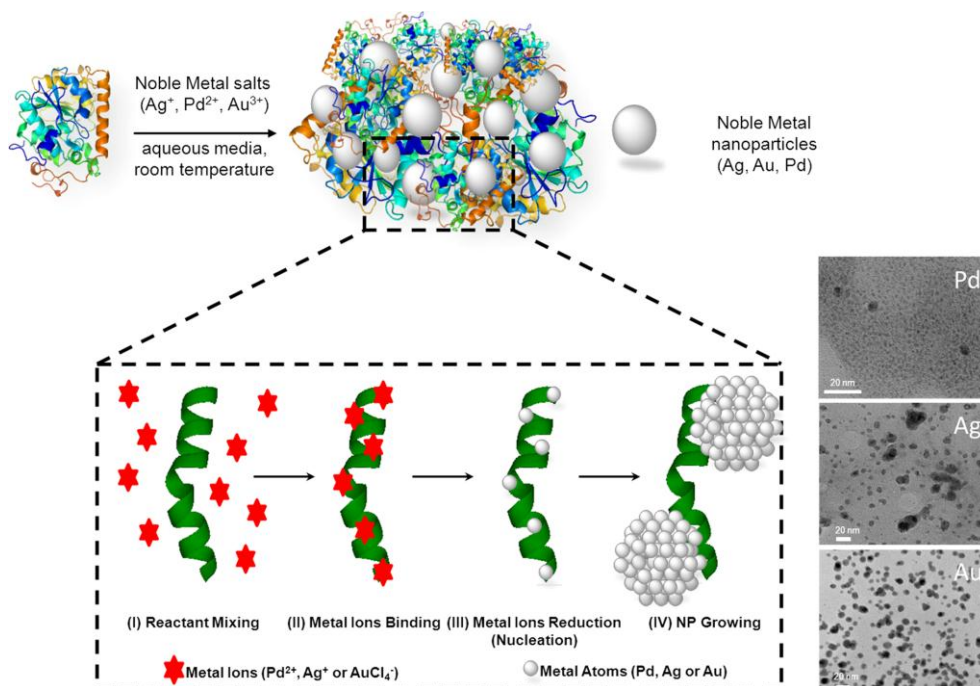 Noble Metal salts
(Ag⁺, Pd²⁺, Au³⁺)
aqueous media,
room temperature
Noble Metal
nanoparticles
(Ag, Au, Pd)
Pd
20 nm
Ag
20 nm
Au
20 nm
(I) Reactant Mixing
(II) Metal Ions Binding
(III) Metal Ions Reduction
(Nucleation)
(IV) NP Growing
Metal Ions (Pd²⁺, Ag⁺ or AuCl₄⁻)
Metal Atoms (Pd, Ag or Au)